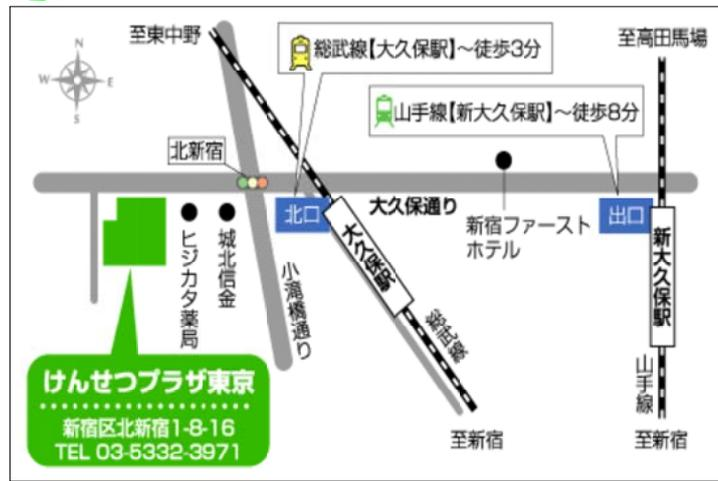 至東中野
総武線【大久保駅】～徒歩3分
至高田馬場
N
W
E
S
山手線【新大久保駅】～徒歩8分
北新宿
北口
大久保通り
出口
新宿ファースト
ホテル
大久保駅
新大久保駅
城北信金
ヒジカタ薬局
小滝橋通り
総武線
山手線
けんせつプラザ東京
新宿区北新宿1-8-16
TEL 03-5332-3971
至新宿
至新宿